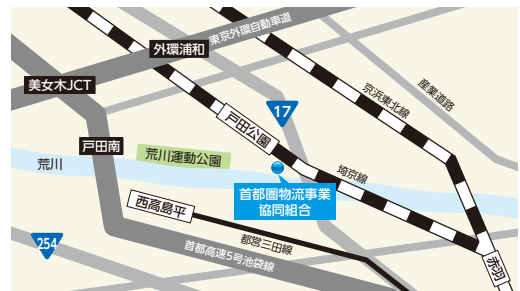 東京外環自動車道
外環浦和
美女木JCT
京浜東北線
産業道路
17
戸田公園
戸田南
荒川運動公園
荒川
埼京線
首都圏物流事業
協同組合
西高島平
都営三田線
254
首都高速5号池袋線
赤羽